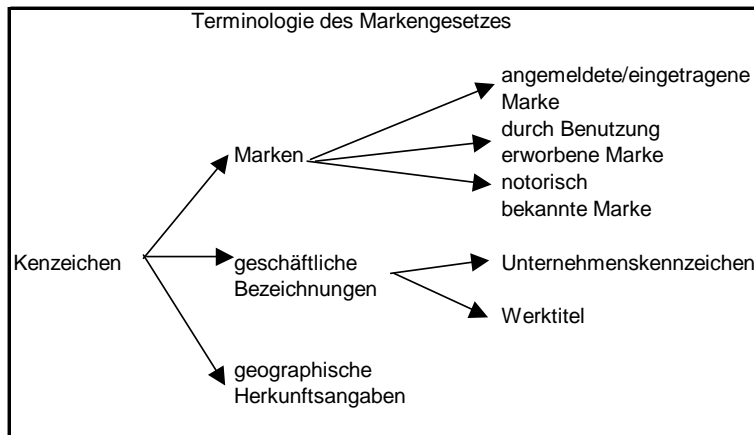 Terminologie des Markengesetzes
angemeldete/eingetragene
Marke
durch Benutzung
erworbene Marke
notorisch
bekannte Marke
Marken
Kenzeichen
geschäftliche
Bezeichnungen
Unternehmenskennzeichen
Werktitel
geographische
Herkunftsangaben